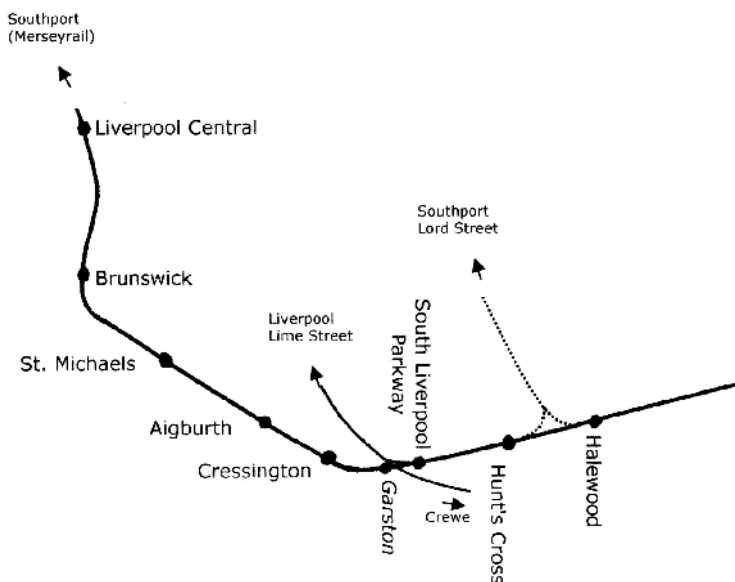 Southport
(Merseyrail)
Liverpool Central
Southport
Lord Street
Brunswick
Liverpool
Lime Street
South Liverpool
Parkway
St. Michaels
Aigburth
Cressington
Garston
Crewe
Hunt's Cross
Halewood